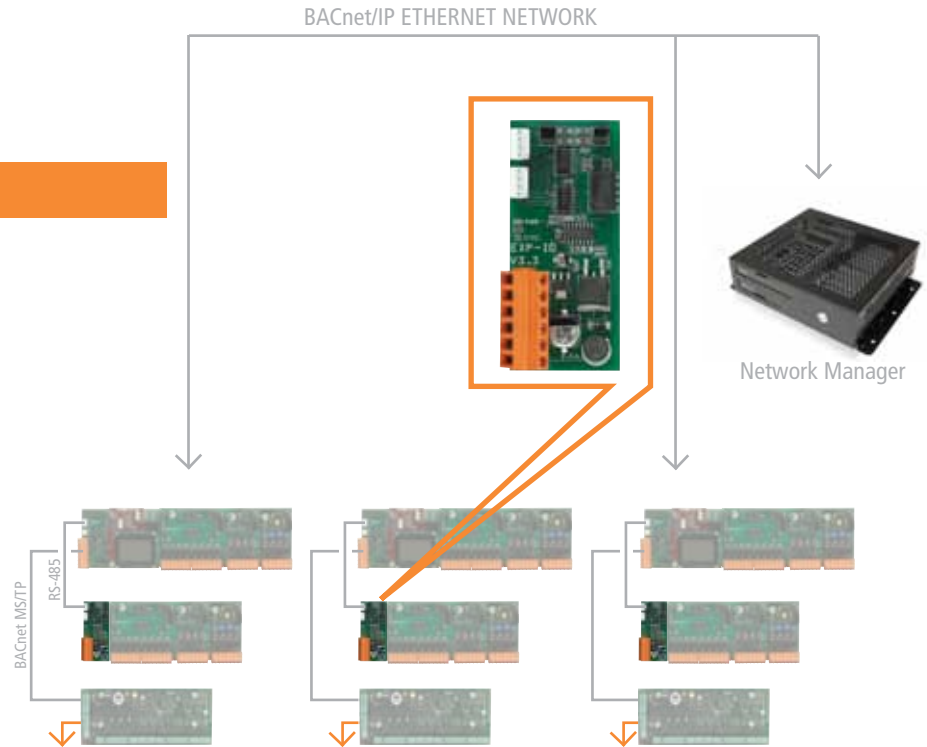 BACnet/IP ETHERNET NETWORK
EXP-IO
V3.3
Network Manager
RS-485
BACnet MS/TP